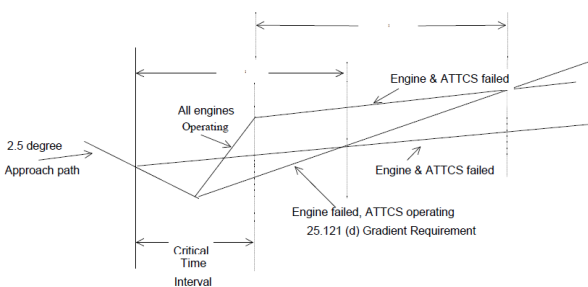 Engine & ATTCS failed
All engines
Operating
2.5 degree
Approach path
Engine & ATTCS failed
Engine failed, ATTCS operating
25.121 (d) Gradient Requirement
Critical
Time
Interval